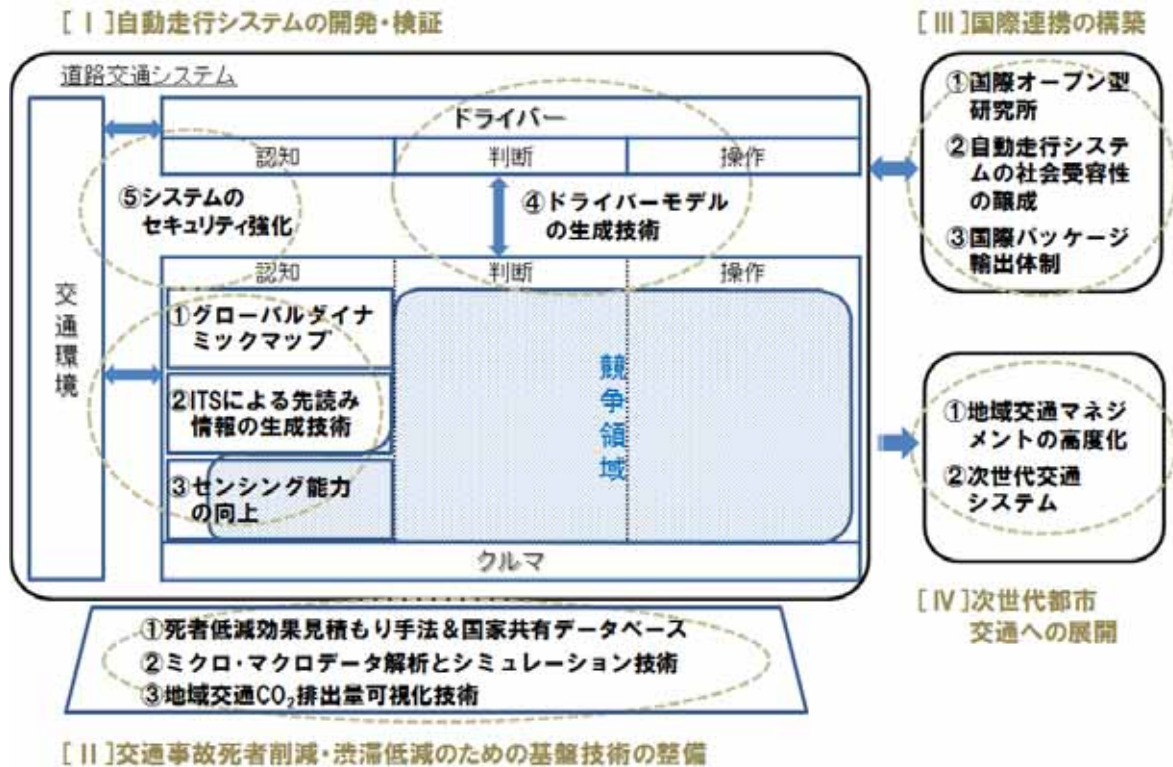 [Ⅰ]自動走行システムの開発・検証
道路交通システム
交通環境
ドライバー
認知
判断
操作
⑤システムの
セキュリティ強化
④ドライバーモデル
の生成技術
認知
判断
操作
①グローバルダイナ
ミックマップ
②ITSによる先読み
情報の生成技術
③センシング能力
の向上
競争領域
クルマ
①死者低減効果見積もり手法&国家共有データベース
②ミクロ・マクロデータ解析とシミュレーション技術
③地域交通CO₂排出量可視化技術
[Ⅱ]交通事故死者削減・渋滞低減のための基盤技術の整備
[Ⅲ]国際連携の構築
①国際オープン型
研究所
②自動走行システ
ムの社会受容性
の醸成
③国際パッケージ
輸出体制
①地域交通マネジ
メントの高度化
②次世代交通
システム
[Ⅳ]次世代都市
交通への展開